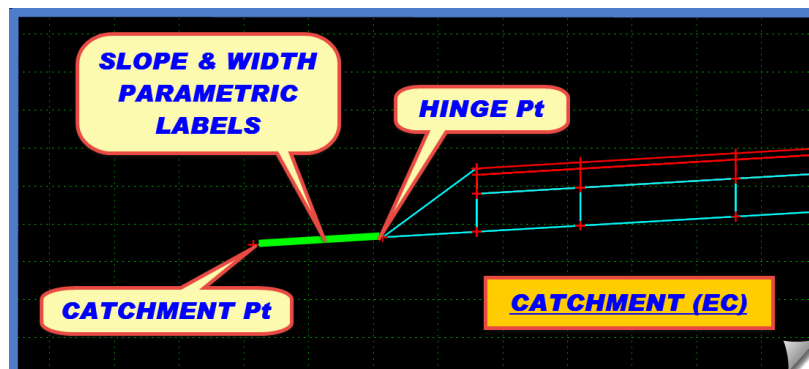 SLOPE & WIDTH
PARAMETRIC
LABELS
HINGE Pt
CATCHMENT Pt
CATCHMENT (EC)